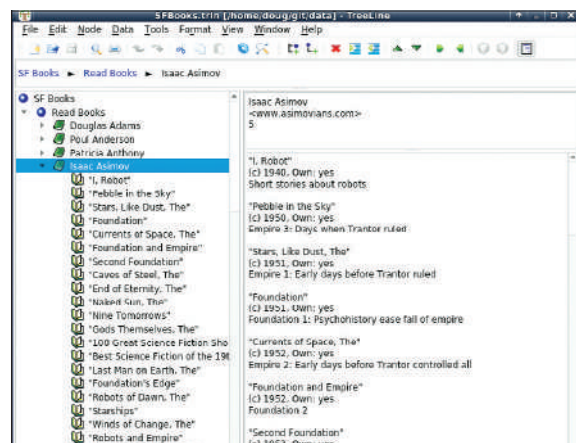 SFBooks.trln [/home/doug/git/data] - TreeLine
File Edit Node Data Tools Format View Window Help
SF Books ► Read Books ► Isaac Asimov
SF Books
Read Books
Douglas Adams
Poul Anderson
Patricia Anthony
Isaac Asimov
"I, Robot"
"Pebble in the Sky"
"Stars, Like Dust, The"
"Foundation"
"Currents of Space, The"
"Foundation and Empire"
"Second Foundation"
"Caves of Steel, The"
"End of Eternity, The"
"Naked Sun, The"
"Nine Tomorrows"
"Gods Themselves, The"
"100 Great Science Fiction Sho
"Best Science Fiction of the 19t
"Last Man on Earth, The"
"Foundation's Edge"
"Robots of Dawn, The"
"Starships"
"Winds of Change, The"
"Robots and Empire"
Isaac Asimov
<www.asimovians.com>
5
"I, Robot"
(c) 1940, Own: yes
Short stories about robots
"Pebble in the Sky"
(c) 1950, Own: yes
Empire 3: Days when Trantor ruled
"Stars, Like Dust, The"
(c) 1951, Own: yes
Empire 1: Early days before Trantor ruled
"Foundation"
(c) 1951, Own: yes
Foundation 1: Psychohistory ease fall of empire
"Currents of Space, The"
(c) 1952, Own: yes
Empire 2: Early days before Trantor controlled all
"Foundation and Empire"
(c) 1952, Own: yes
Foundation 2
"Second Foundation"
(c) 1953, Own: yes